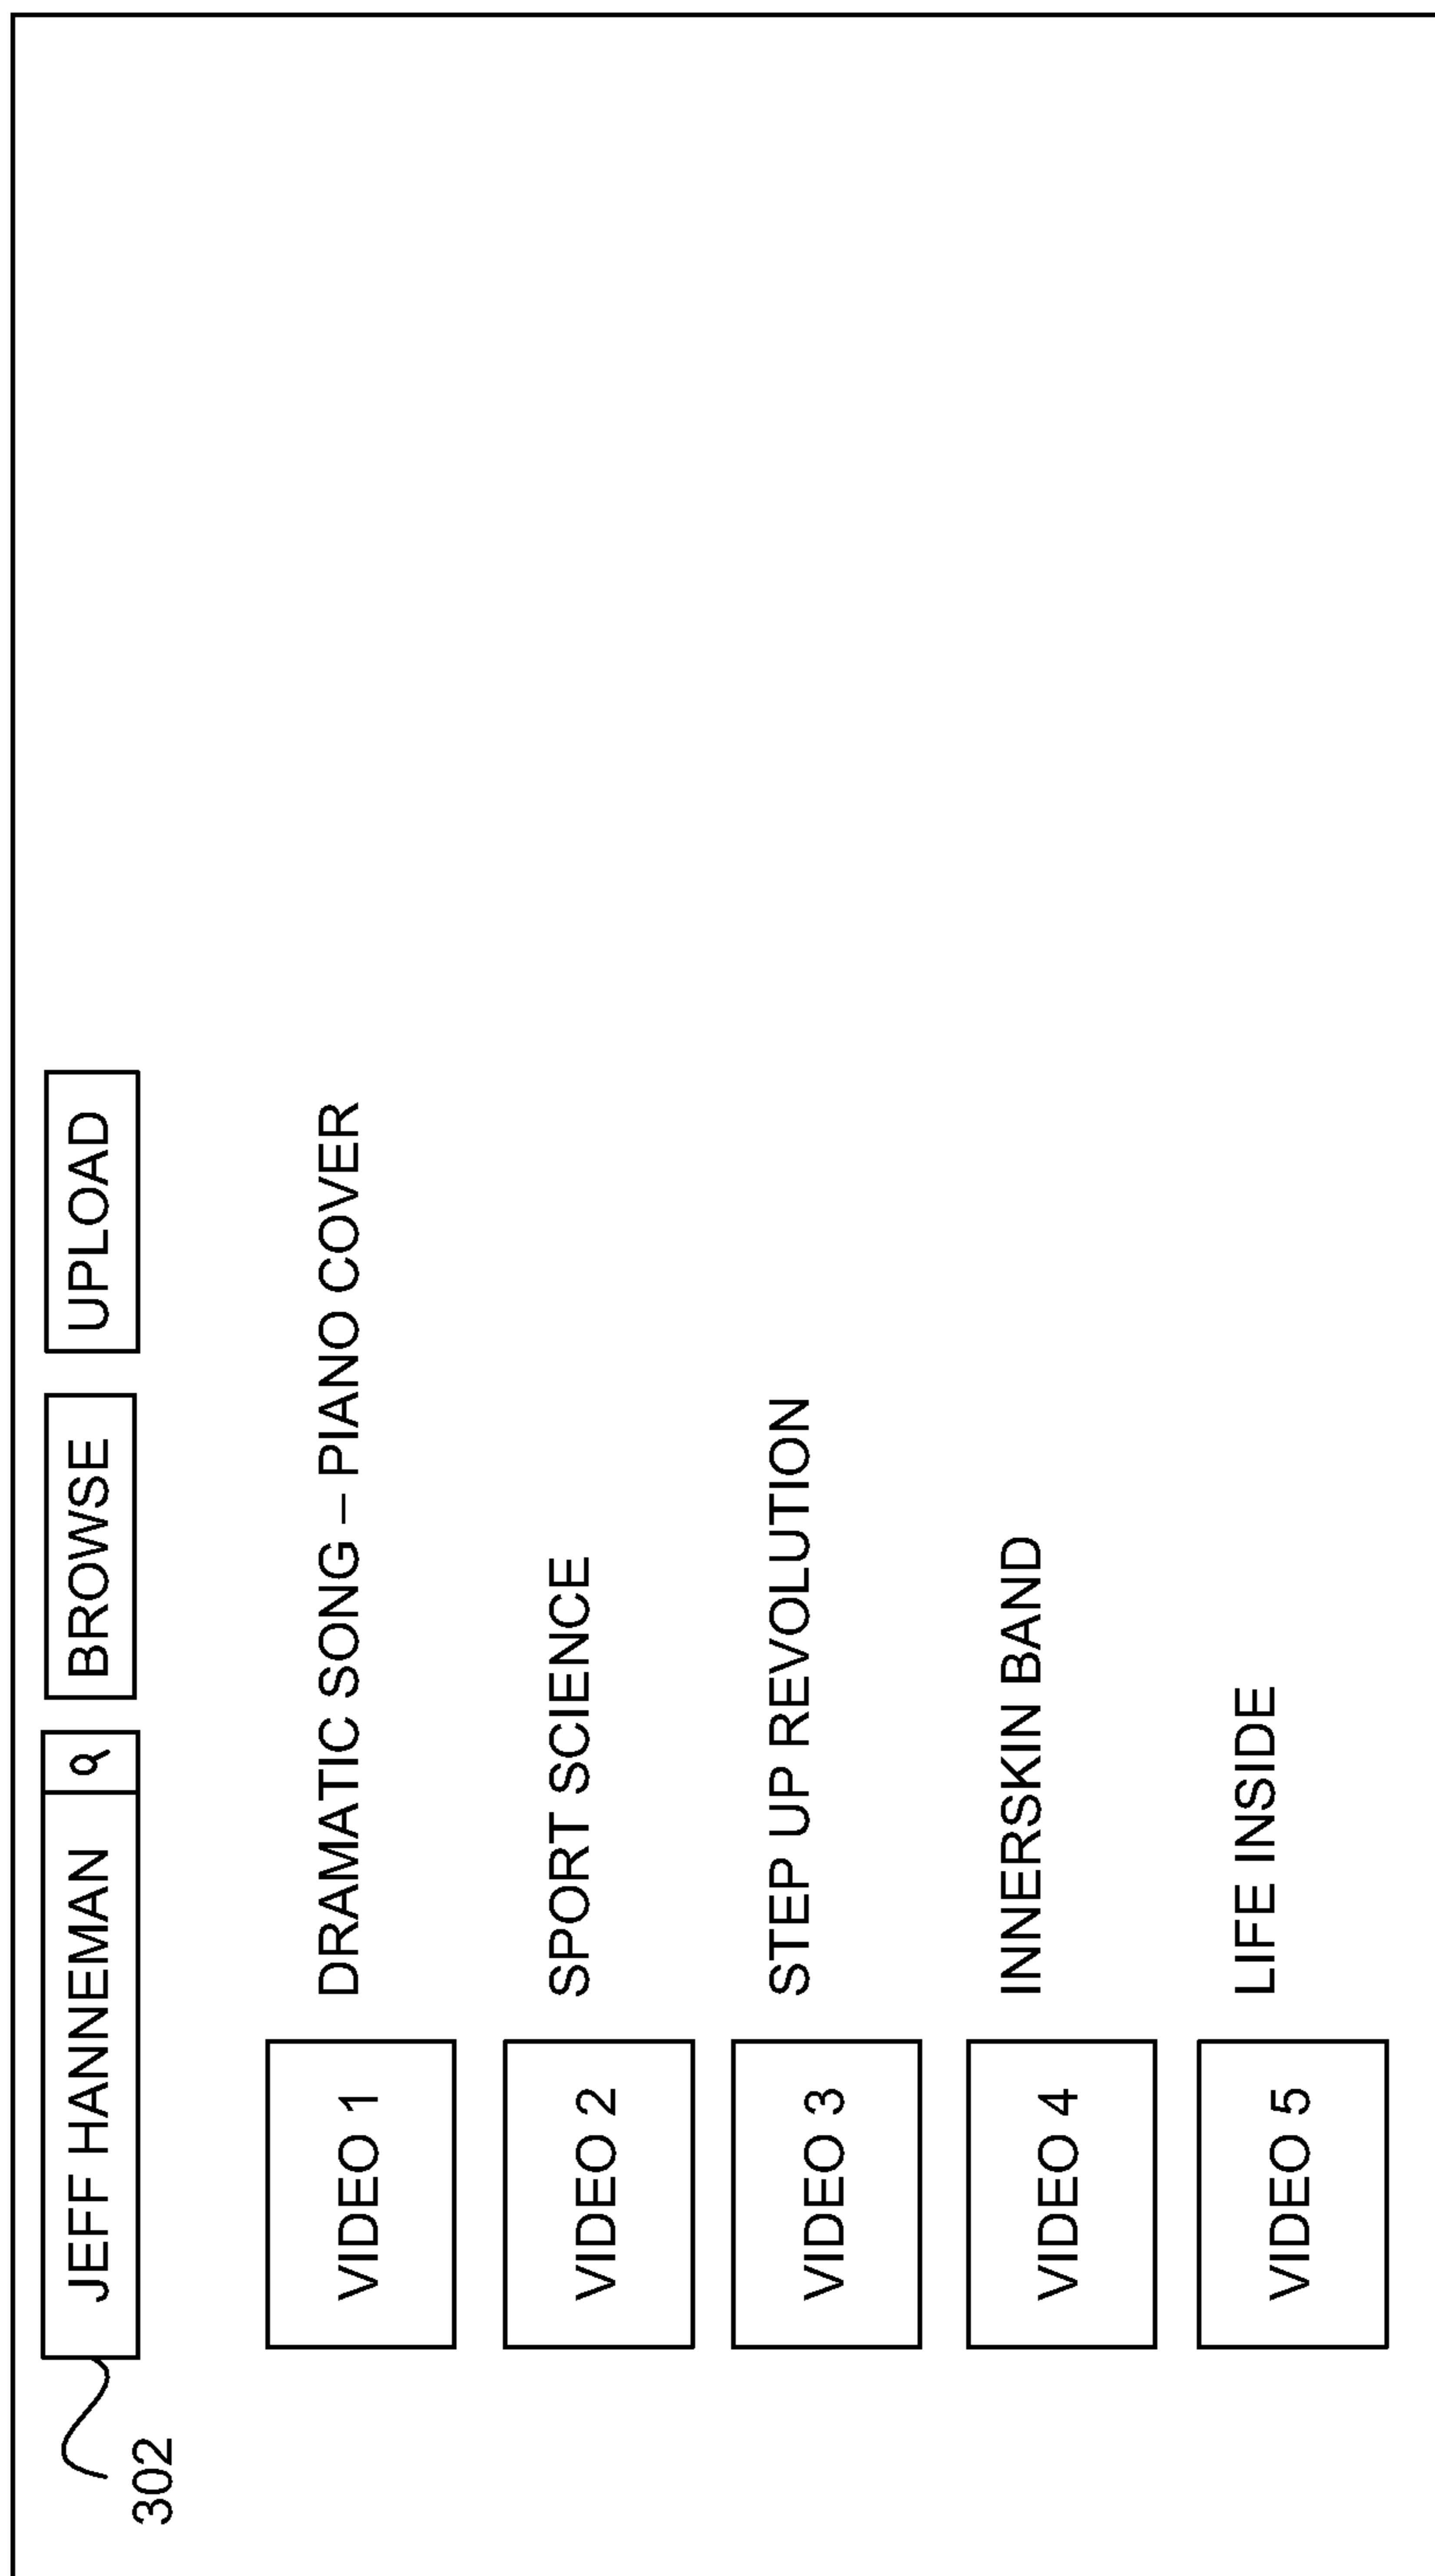 302
JEFF HANNEMAN
BROWSE
UPLOAD
VIDEO 1
DRAMATIC SONG – PIANO COVER
VIDEO 2
SPORT SCIENCE
VIDEO 3
STEP UP REVOLUTION
VIDEO 4
INNERSKIN BAND
VIDEO 5
LIFE INSIDE